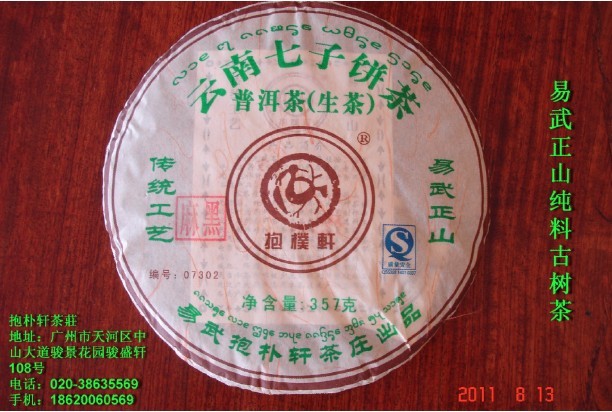 云南七子饼茶
普洱茶(生茶)
®
传统工艺
易武正山
麻黑
抱樸軒
编号: 07302
净含量:357克
易武抱朴轩茶庄出品
易武正山纯料古树茶
抱朴轩茶莊
地址：广州市天河区中
山大道骏景花园骏盛轩
108号
电话：020-38635569
手机：18620060569
2011 8 13